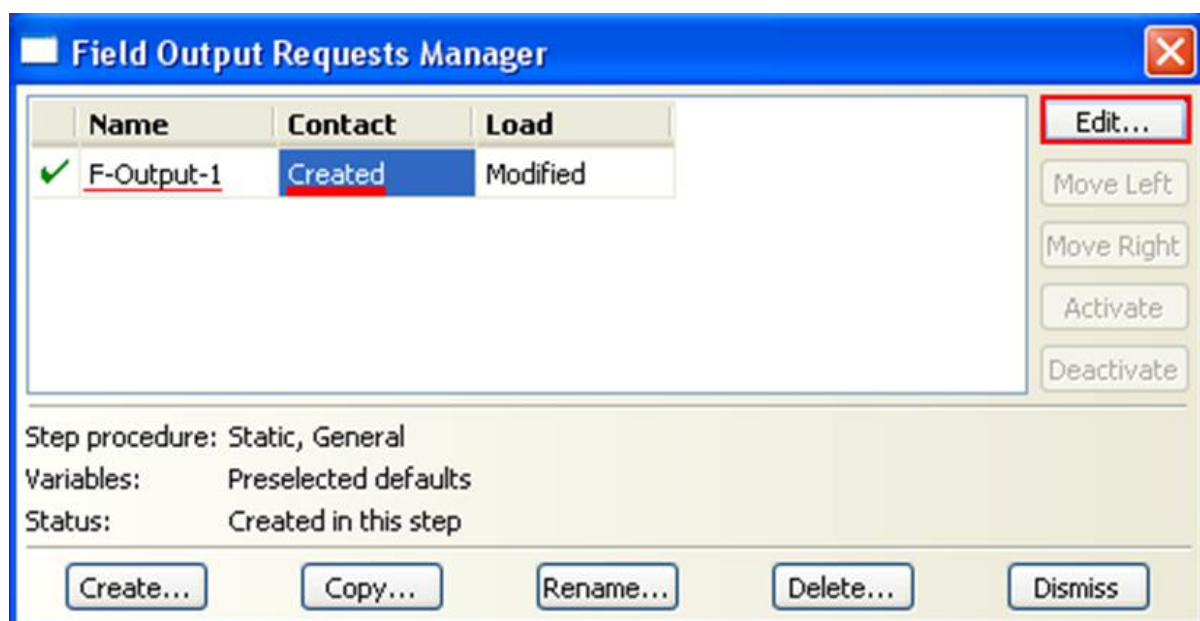 Field Output Requests Manager
Name Contact Load
Edit...
F-Output-1 Created Modified
Move Left
Move Right
Activate
Deactivate
Step procedure: Static, General
Variables: Preselected defaults
Status: Created in this step
Create... Copy... Rename... Delete... Dismiss